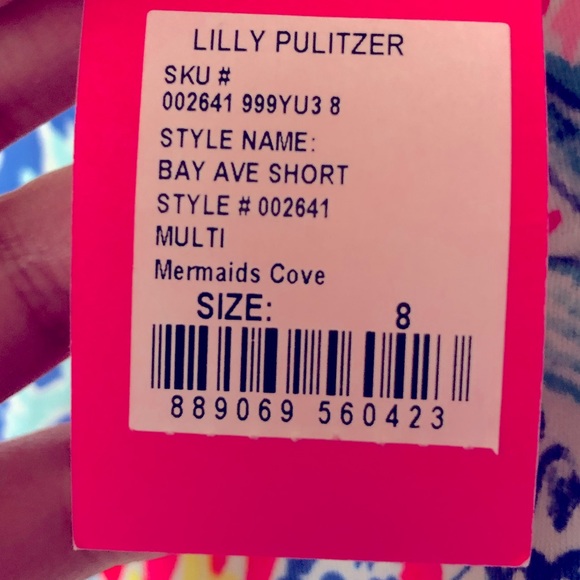 LILLY PULITZER
SKU #
002641 999YU3 8
STYLE NAME:
BAY AVE SHORT
STYLE # 002641
MULTI
Mermaids Cove
SIZE: 8
889069 560423